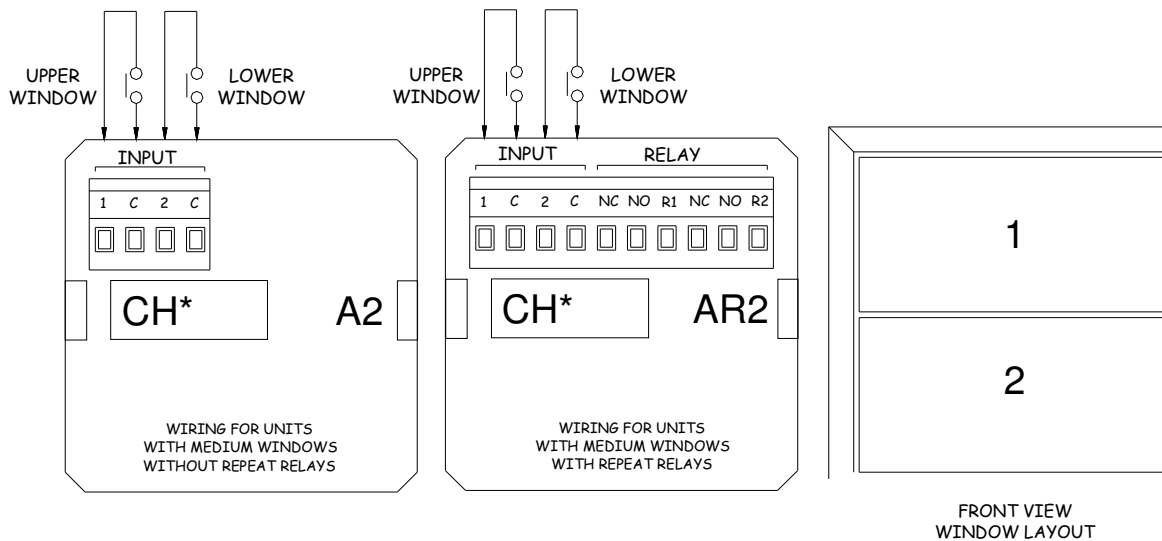 UPPER
WINDOW
LOWER
WINDOW
INPUT
1 C 2 C
CH*
A2
WIRING FOR UNITS
WITH MEDIUM WINDOWS
WITHOUT REPEAT RELAYS
UPPER
WINDOW
LOWER
WINDOW
INPUT RELAY
1 C 2 C NC NO R1 NC NO R2
CH*
AR2
WIRING FOR UNITS
WITH MEDIUM WINDOWS
WITH REPEAT RELAYS
1
2
FRONT VIEW
WINDOW LAYOUT